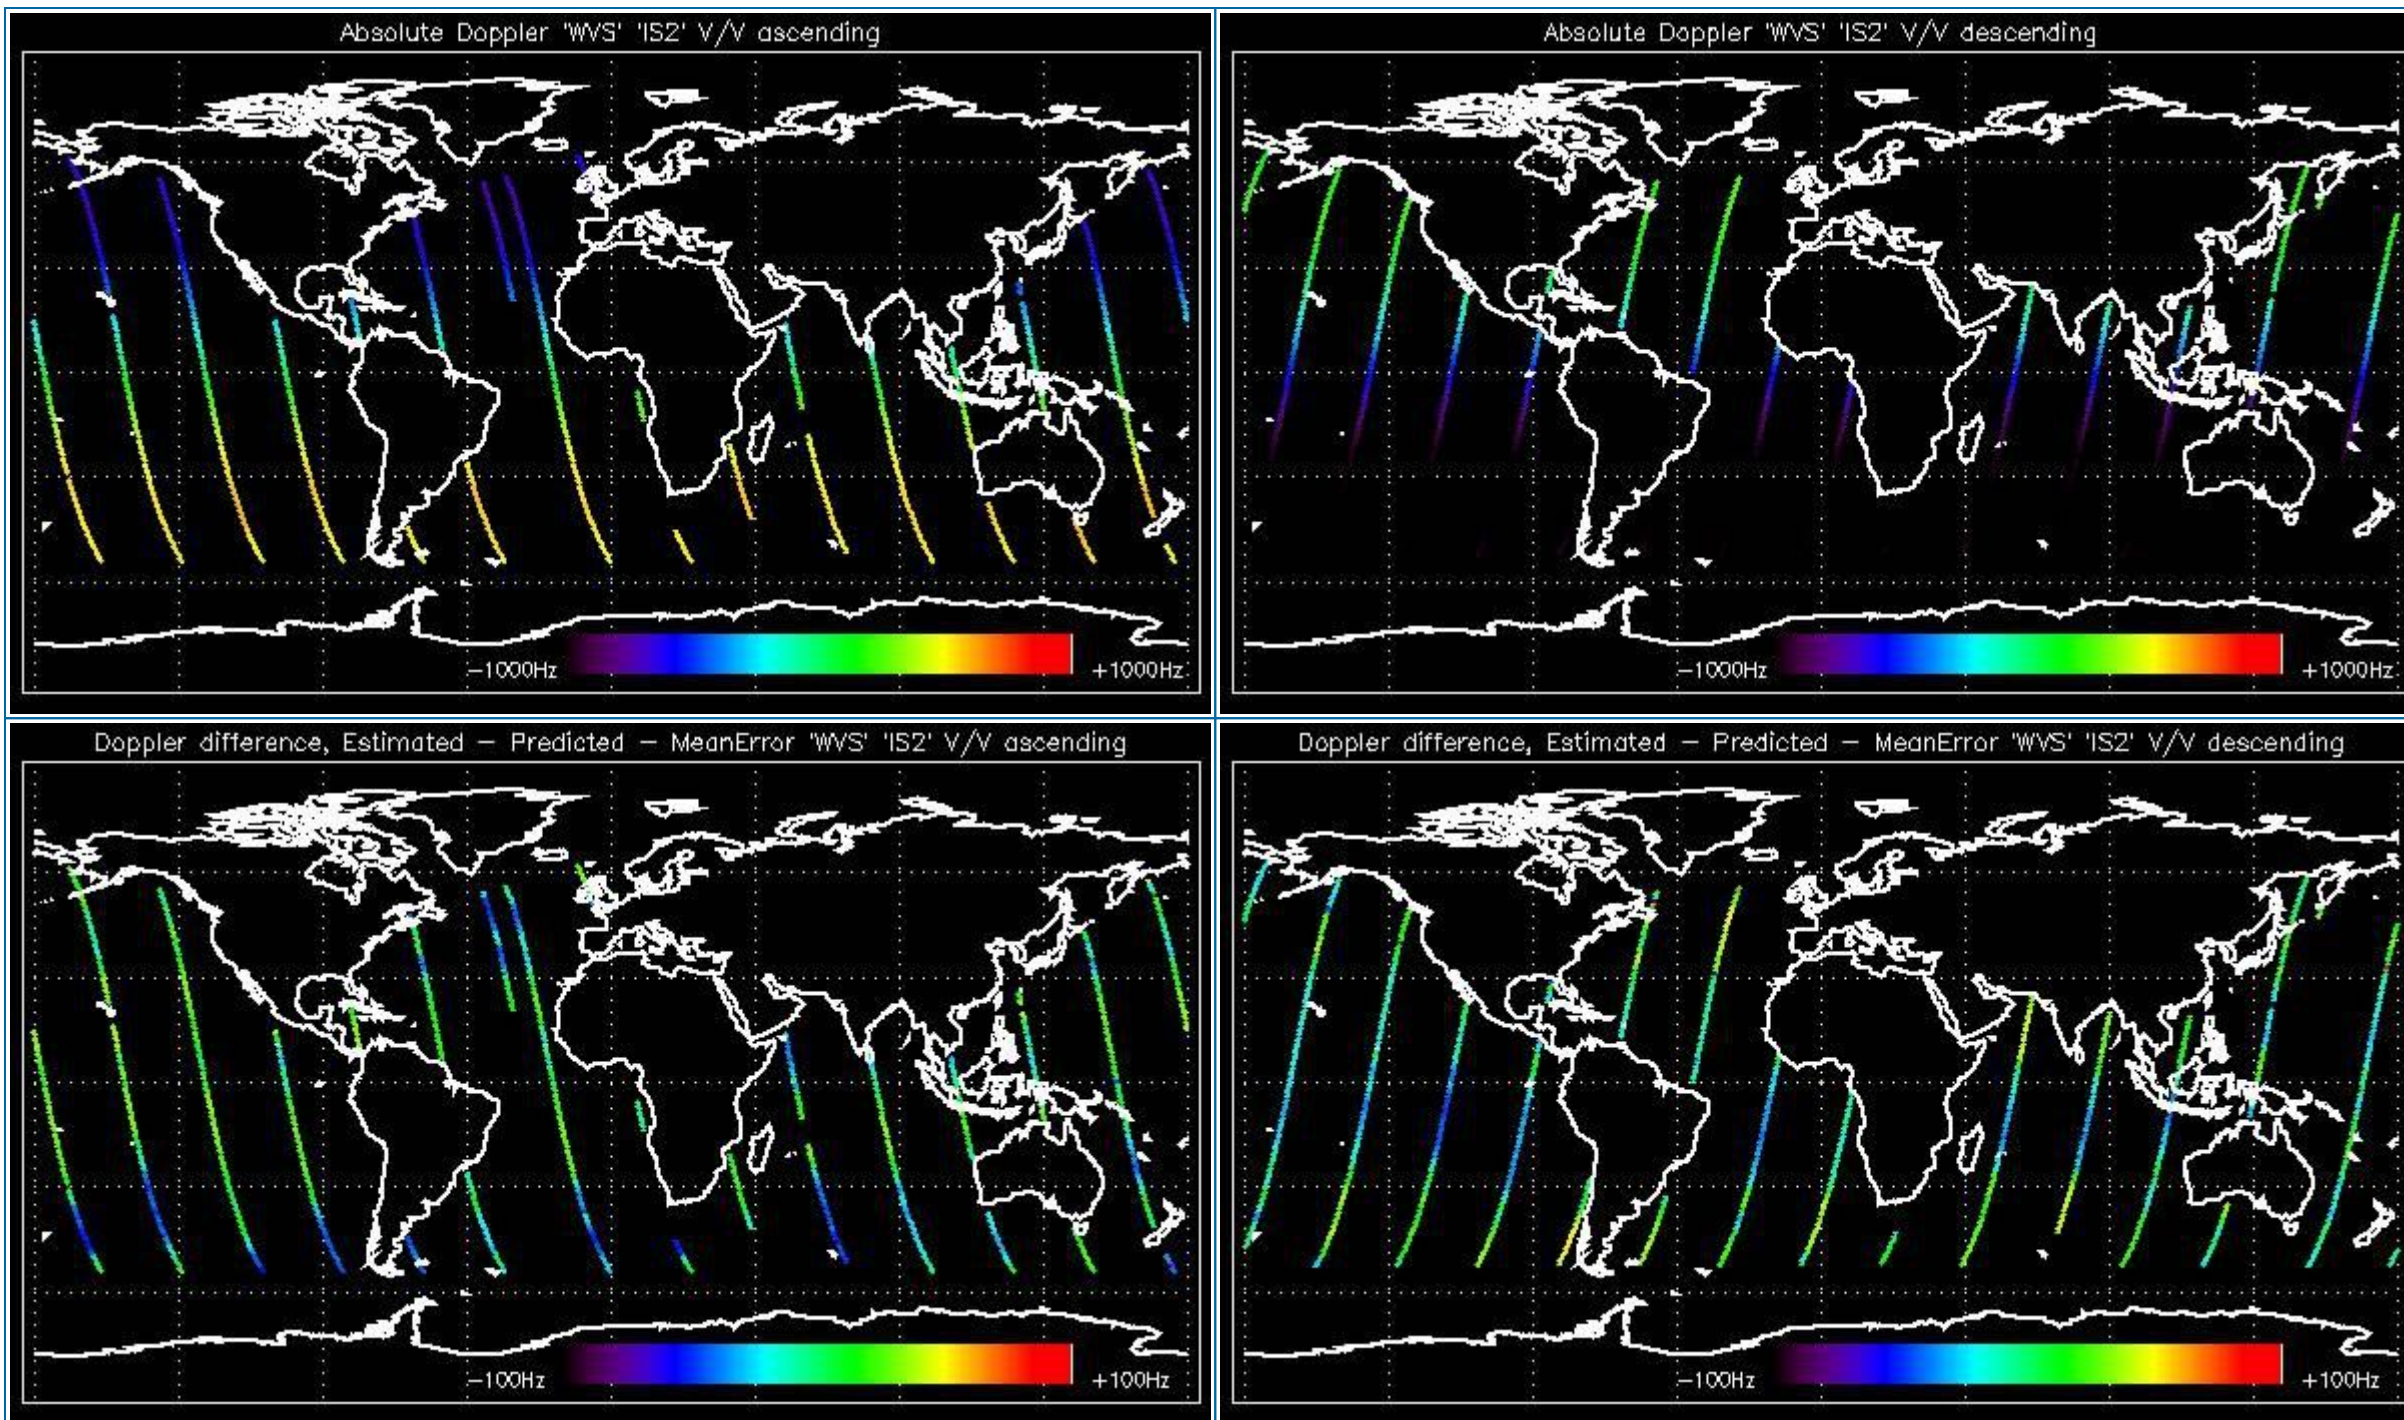 Absolute Doppler 'WVS' 'IS2' V/V ascending
-1000Hz
+1000Hz
Absolute Doppler 'WVS' 'IS2' V/V descending
-1000Hz
+1000Hz
Doppler difference, Estimated - Predicted - MeanError 'WVS' 'IS2' V/V ascending
-100Hz
+100Hz
Doppler difference, Estimated - Predicted - MeanError 'WVS' 'IS2' V/V descending
-100Hz
+100Hz